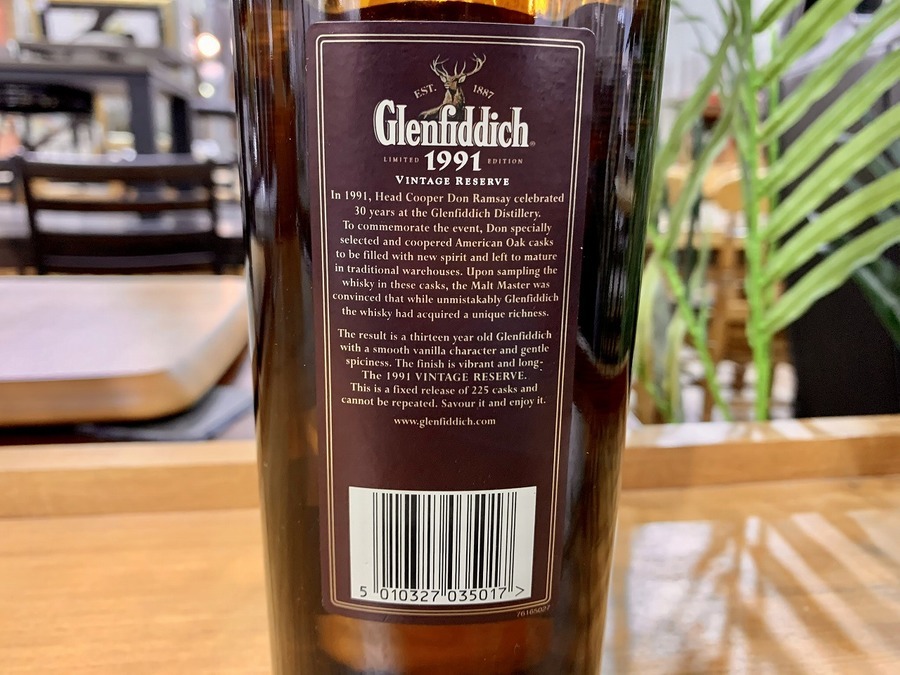 EST. 1887
Glenfiddich
LIMITED 1991 EDITION
VINTAGE RESERVE
In 1991, Head Cooper Don Ramsay celebrated
30 years at the Glenfiddich Distillery.
To commemorate the event, Don specially
selected and coopered American Oak casks
to be filled with new spirit and left to mature
in traditional warehouses. Upon sampling the
whisky in these casks, the Malt Master was
convinced that while unmistakably Glenfiddich
the whisky had acquired a unique richness.
The result is a thirteen year old Glenfiddich
with a smooth vanilla character and gentle
spiciness. The finish is vibrant and long-
The 1991 VINTAGE RESERVE.
This is a fixed release of 225 casks and
cannot be repeated. Savour it and enjoy it.
www.glenfiddich.com
5 010327 035017 >